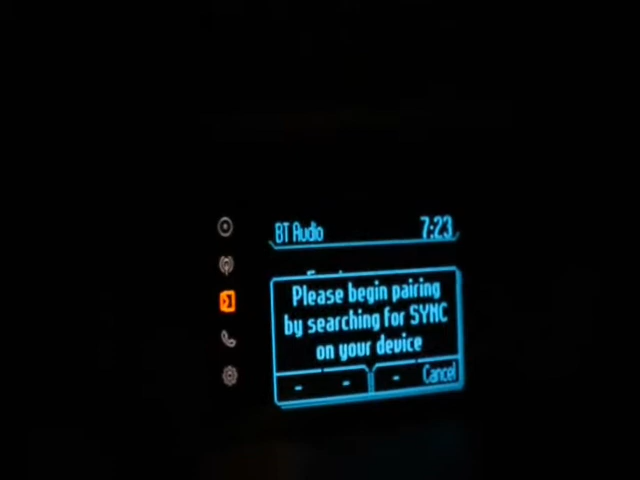 BT Audio 7:23
Please begin pairing
by searching for SYNC
on your device
- - - Cancel